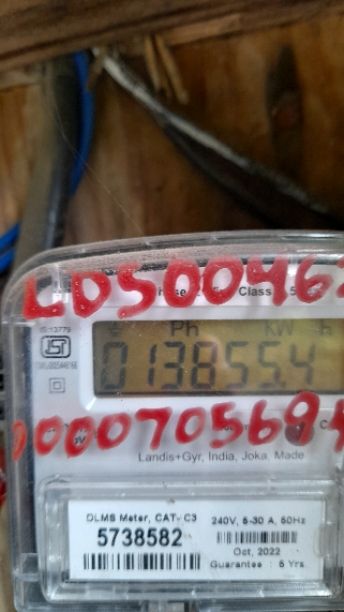 LDS00462
Class
IS:13779
ISI
Ph kW h
013855.4
0000705694
Landis+Gyr, India, Joka, Made
DLMS Meter, CAT- C3
240V, 5-30 A, 50Hz
5738582
Oct, 2022
Guarantee : 5 Yrs.